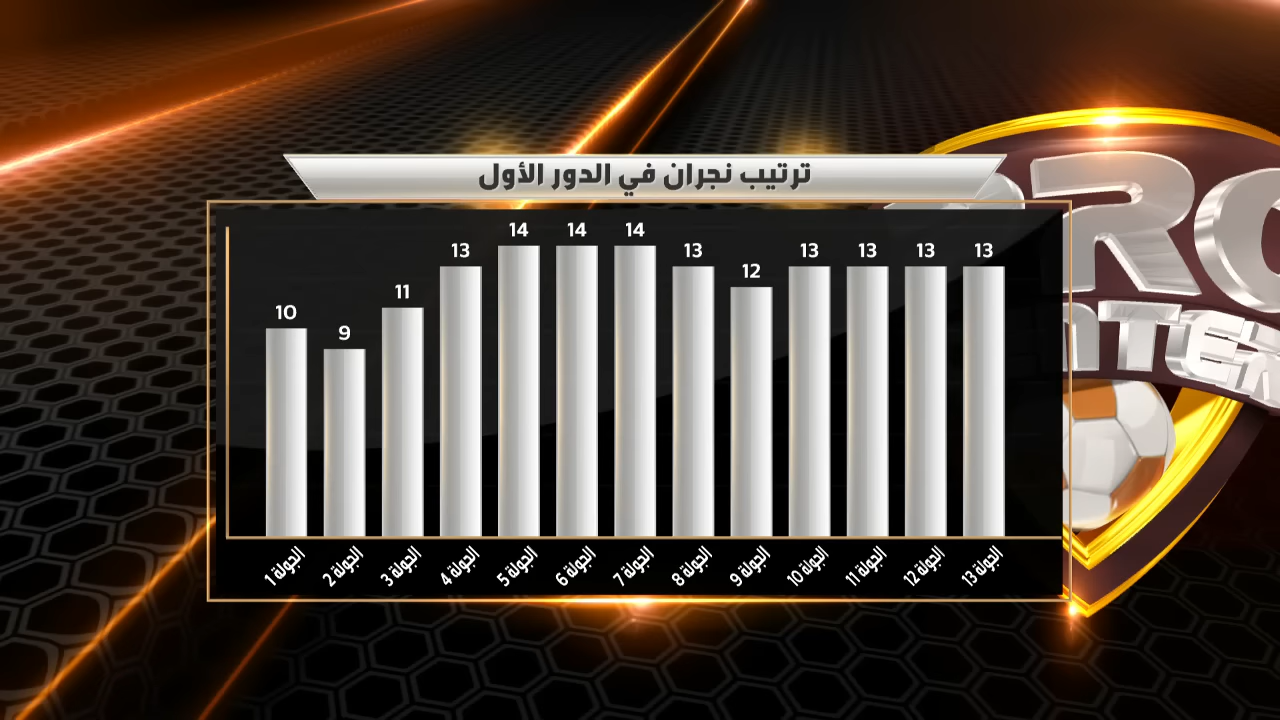 ترتيب نجران في الدور الأول
10
9
11
13
14
14
14
13
12
13
13
13
13
الجولة 1
الجولة 2
الجولة 3
الجولة 4
الجولة 5
الجولة 6
الجولة 7
الجولة 8
الجولة 9
الجولة 10
الجولة 11
الجولة 12
الجولة 13